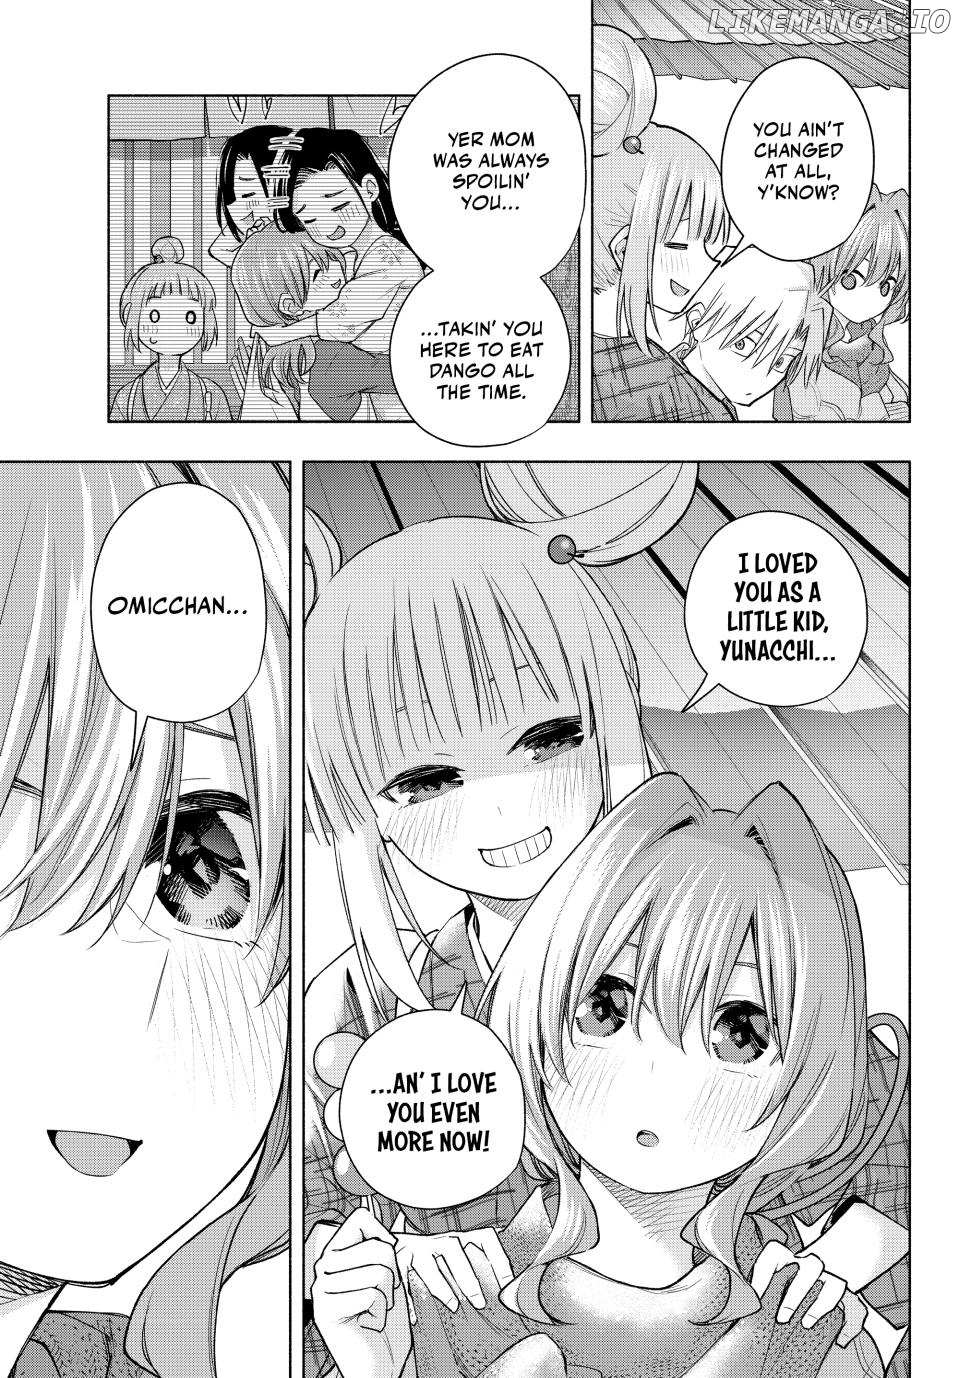 LIKEMANGA.IO
YOU AIN'T
CHANGED
AT ALL,
Y'KNOW?
YER MOM
WAS ALWAYS
SPOILIN'
YOU...
...TAKIN' YOU
HERE TO EAT
DANGO ALL
THE TIME.
I LOVED
YOU AS A
LITTLE KID,
YUNACCHI...
...AN' I LOVE
YOU EVEN
MORE NOW!
OMICCHAN...